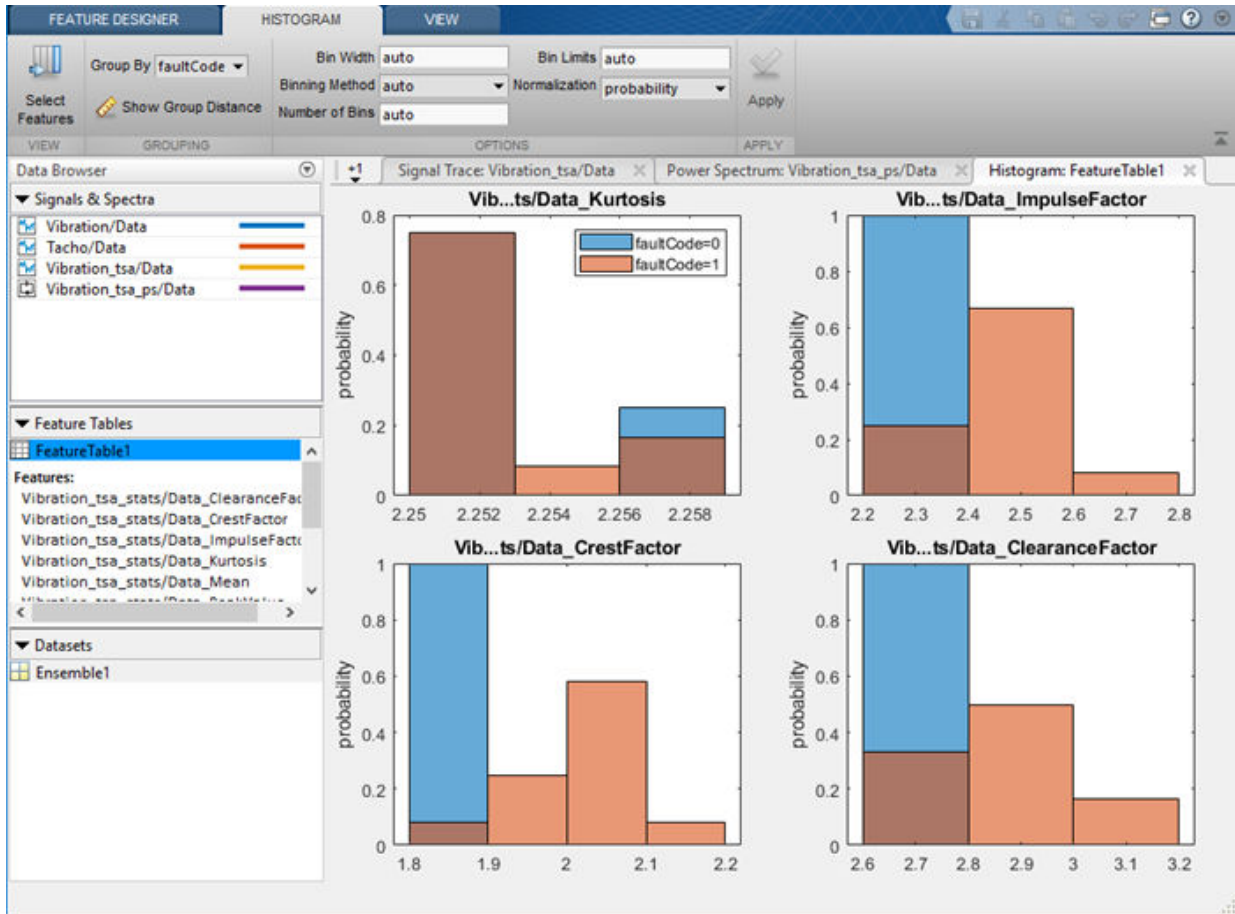 FEATURE DESIGNER HISTOGRAM VIEW
Select
Features
VIEW
Group By faultCode
Show Group Distance
GROUPING
Bin Width auto
Binning Method auto
Number of Bins auto
Bin Limits auto
Normalization probability
OPTIONS
Apply
APPLY
Data Browser
Signals & Spectra
Vibration/Data
Tacho/Data
Vibration_tsa/Data
Vibration_tsa_ps/Data
Feature Tables
FeatureTable1
Features:
Vibration_tsa_stats/Data_ClearanceFac
Vibration_tsa_stats/Data_CrestFactor
Vibration_tsa_stats/Data_ImpulseFacto
Vibration_tsa_stats/Data_Kurtosis
Vibration_tsa_stats/Data_Mean
Datasets
Ensemble1
+1 Signal Trace: Vibration_tsa/Data Power Spectrum: Vibration_tsa_ps/Data Histogram: FeatureTable1
Vib...ts/Data_Kurtosis
probability
0.8
0.6
0.4
0.2
0
2.25 2.252 2.254 2.256 2.258
faultCode=0
faultCode=1
Vib...ts/Data_ImpulseFactor
probability
1
0.8
0.6
0.4
0.2
0
2.2 2.3 2.4 2.5 2.6 2.7 2.8
Vib...ts/Data_CrestFactor
probability
1
0.8
0.6
0.4
0.2
0
1.8 1.9 2 2.1 2.2
Vib...ts/Data_ClearanceFactor
probability
1
0.8
0.6
0.4
0.2
0
2.6 2.7 2.8 2.9 3 3.1 3.2